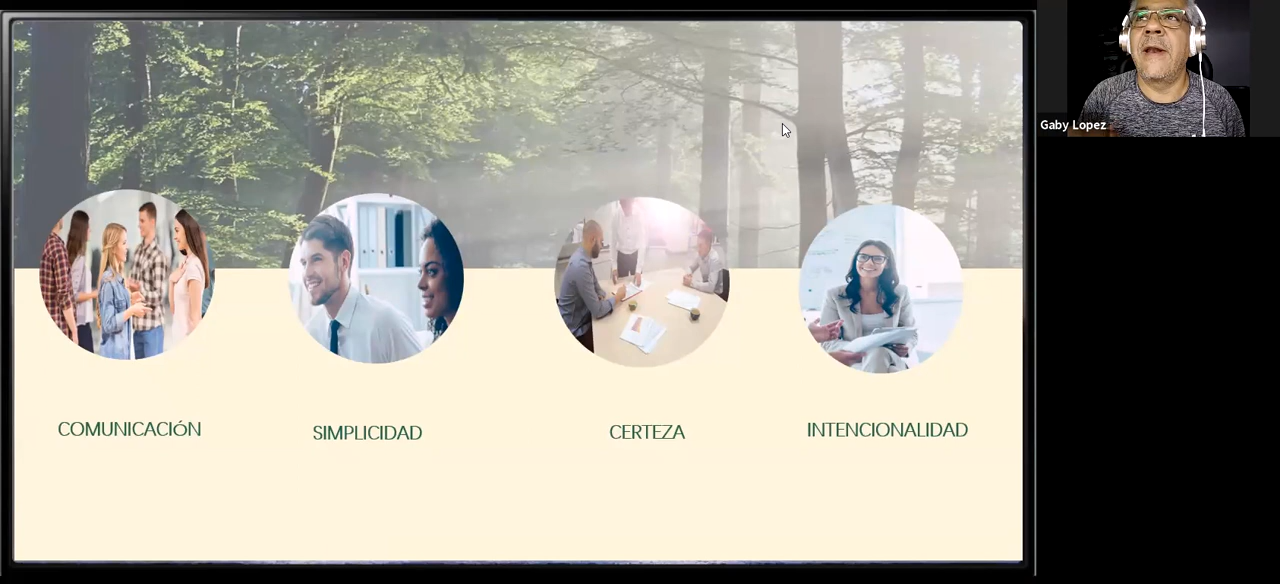 Gaby Lopez
COMUNICACIÓN
SIMPLICIDAD
CERTEZA
INTENCIONALIDAD